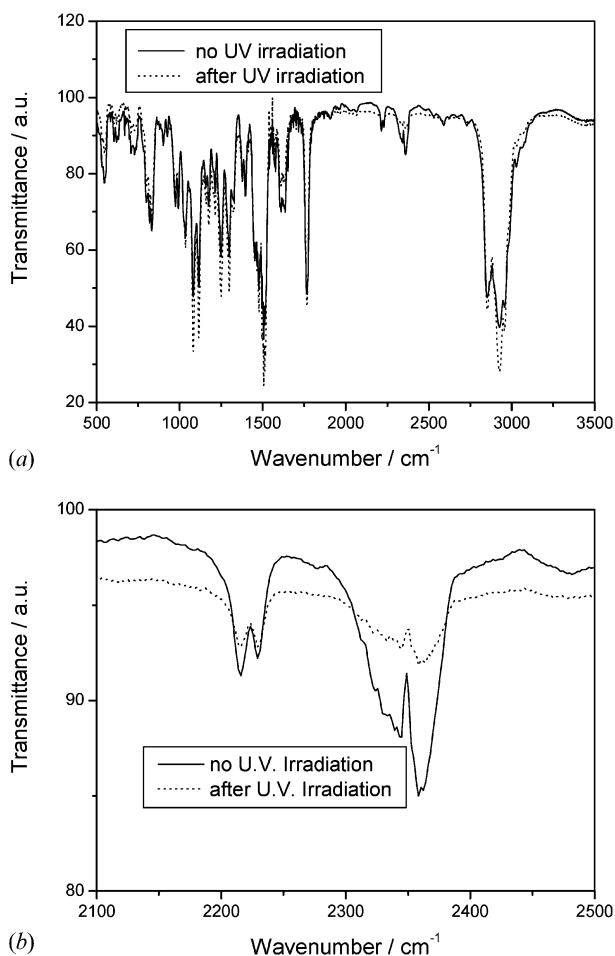 120
100
80
60
40
20
Transmittance / a.u.
no UV irradiation
after UV irradiation
500 1000 1500 2000 2500 3000 3500
Wavenumber / cm-1
(a)
100
90
80
Transmittance / a.u.
no U.V. Irradiation
after U.V. Irradiation
2100 2200 2300 2400 2500
Wavenumber / cm-1
(b)